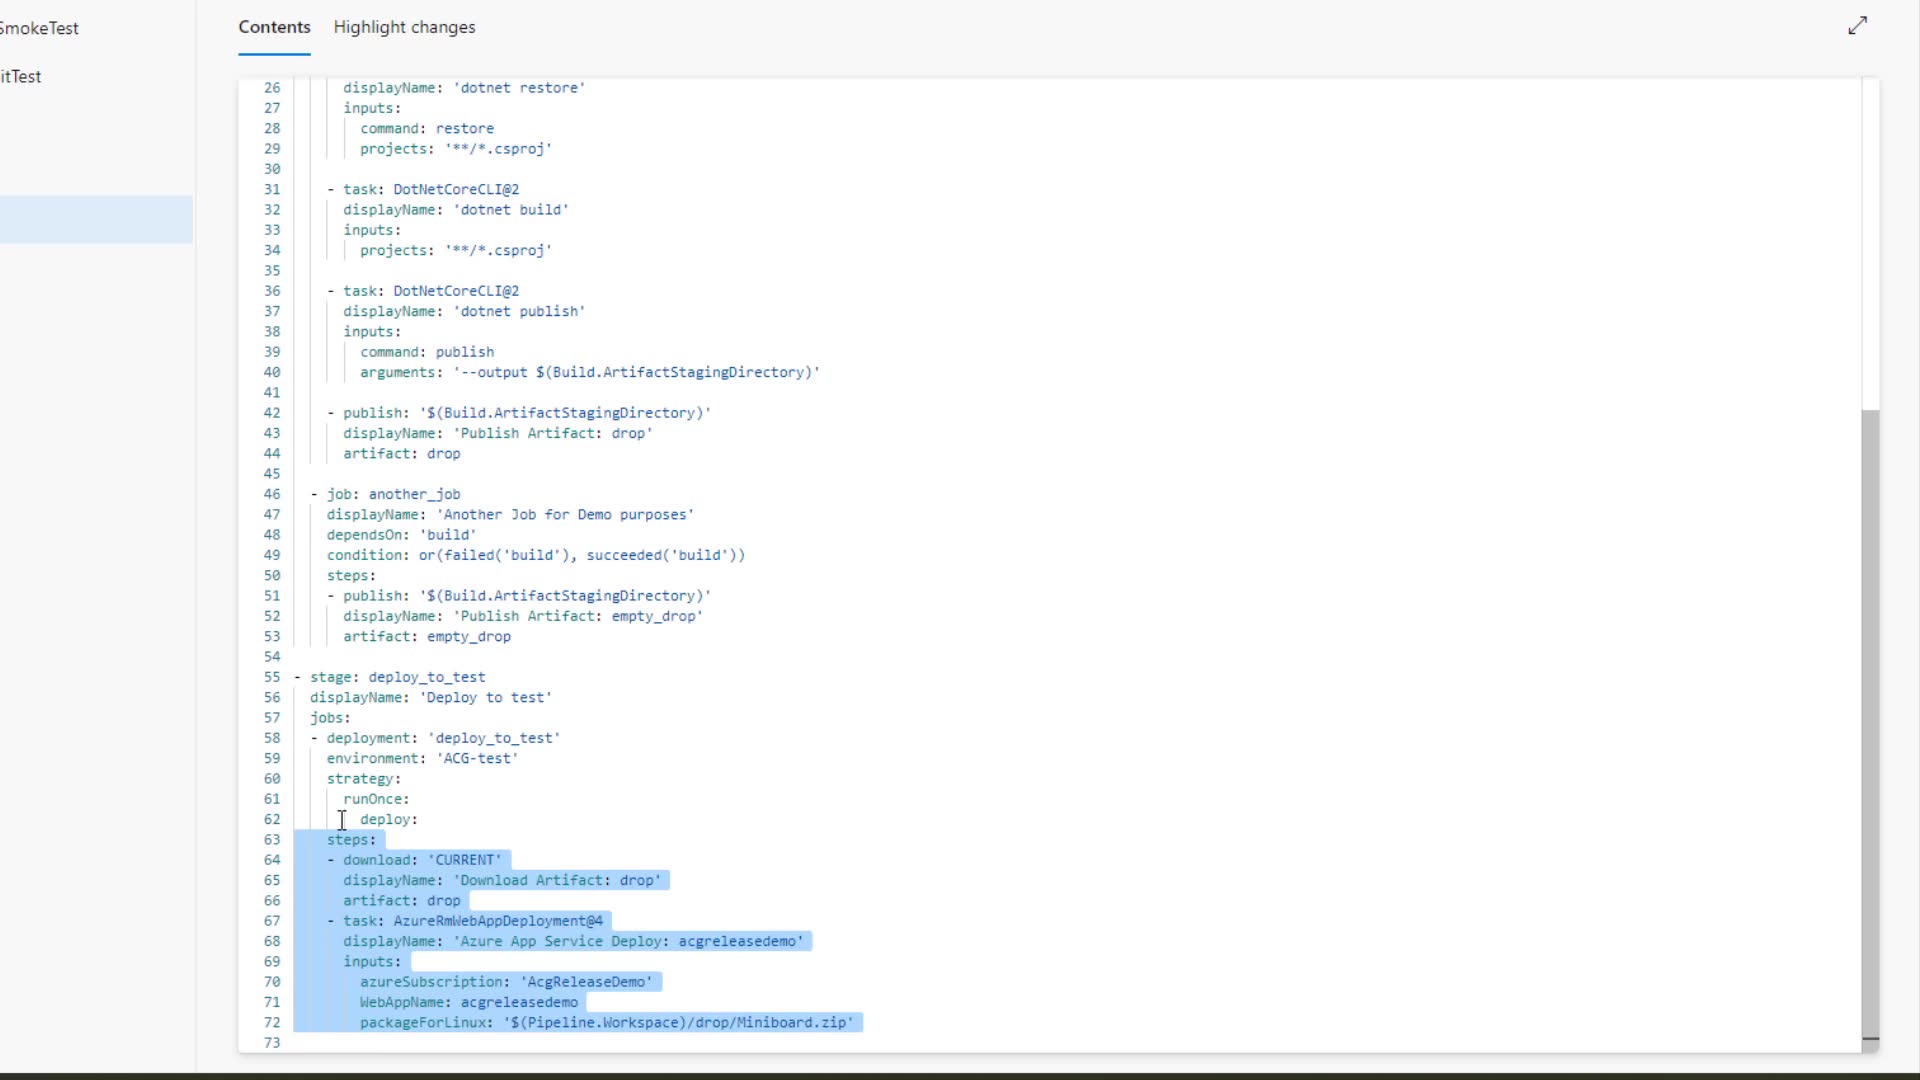 SmokeTest
itTest
Contents
Highlight changes
26 displayName: 'dotnet restore'
27 inputs:
28 command: restore
29 projects: '**/*.csproj'
30
31 - task: DotNetCoreCLI@2
32 displayName: 'dotnet build'
33 inputs:
34 projects: '**/*.csproj'
35
36 - task: DotNetCoreCLI@2
37 displayName: 'dotnet publish'
38 inputs:
39 command: publish
40 arguments: '--output $(Build.ArtifactStagingDirectory)'
41
42 - publish: '$(Build.ArtifactStagingDirectory)'
43 displayName: 'Publish Artifact: drop'
44 artifact: drop
45
46 - job: another_job
47 displayName: 'Another Job for Demo purposes'
48 dependsOn: 'build'
49 condition: or(failed('build'), succeeded('build'))
50 steps:
51 - publish: '$(Build.ArtifactStagingDirectory)'
52 displayName: 'Publish Artifact: empty_drop'
53 artifact: empty_drop
54
55 - stage: deploy_to_test
56 displayName: 'Deploy to test'
57 jobs:
58 - deployment: 'deploy_to_test'
59 environment: 'ACG-test'
60 strategy:
61 runOnce:
62 deploy:
63 steps:
64 - download: 'CURRENT'
65 displayName: 'Download Artifact: drop'
66 artifact: drop
67 - task: AzureRmWebAppDeployment@4
68 displayName: 'Azure App Service Deploy: acgreleasedemo'
69 inputs:
70 azureSubscription: 'AcgReleaseDemo'
71 WebAppName: acgreleasedemo
72 packageForLinux: '$(Pipeline.Workspace)/drop/Miniboard.zip'
73